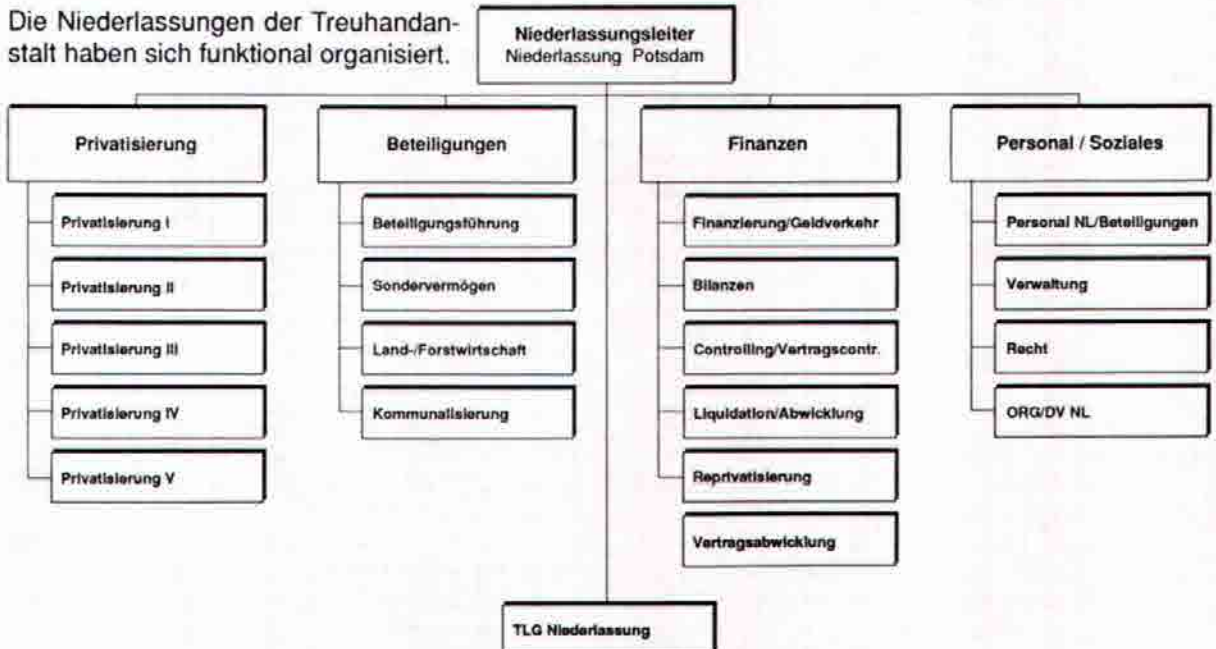 Die Niederlassungen der Treuhandan-
stalt haben sich funktional organisiert.
Niederlassungsleiter
Niederlassung Potsdam
Privatisierung
Privatisierung I
Privatisierung II
Privatisierung III
Privatisierung IV
Privatisierung V
Beteiligungen
Beteiligungsführung
Sondervermögen
Land-/Forstwirtschaft
Kommunalisierung
Finanzen
Finanzierung/Geldverkehr
Bilanzen
Controlling/Vertragscontr.
Liquidation/Abwicklung
Reprivatisierung
Vertragsabwicklung
Personal / Soziales
Personal NL/Beteiligungen
Verwaltung
Recht
ORG/DV NL
TLG Niederlassung